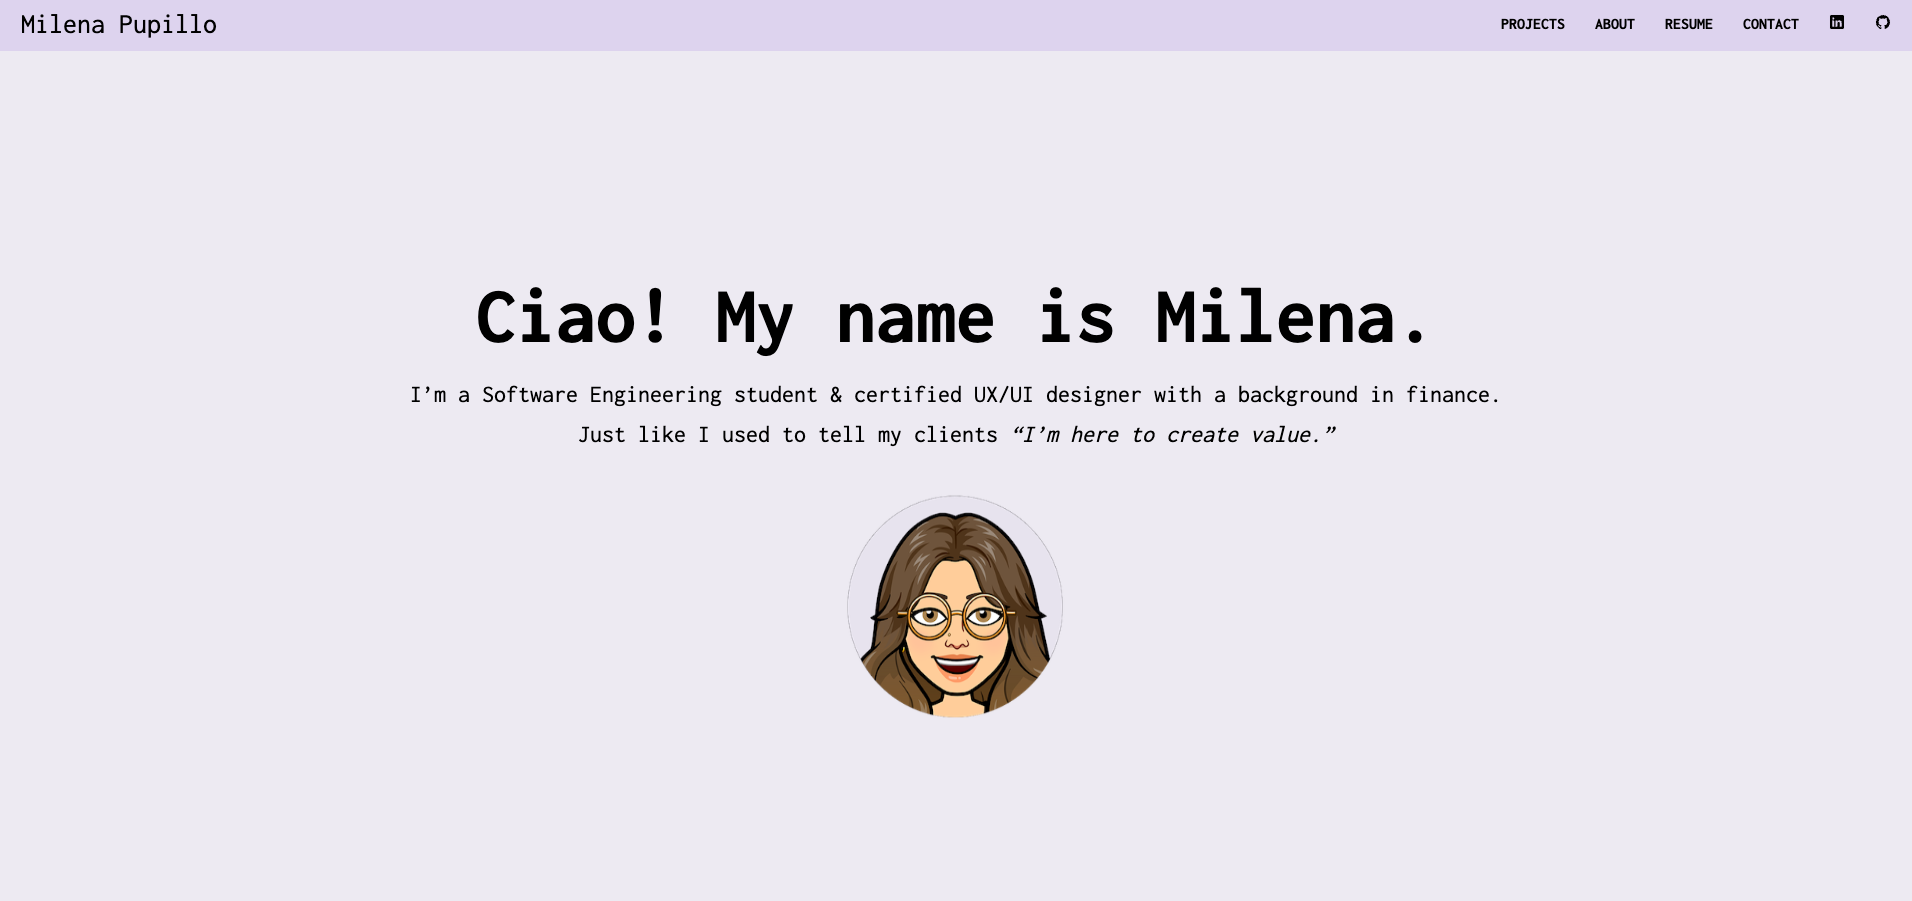 Milena Pupillo
PROJECTS ABOUT RESUME CONTACT
Ciao! My name is Milena.
I’m a Software Engineering student & certified UX/UI designer with a background in finance.
Just like I used to tell my clients “I’m here to create value.”